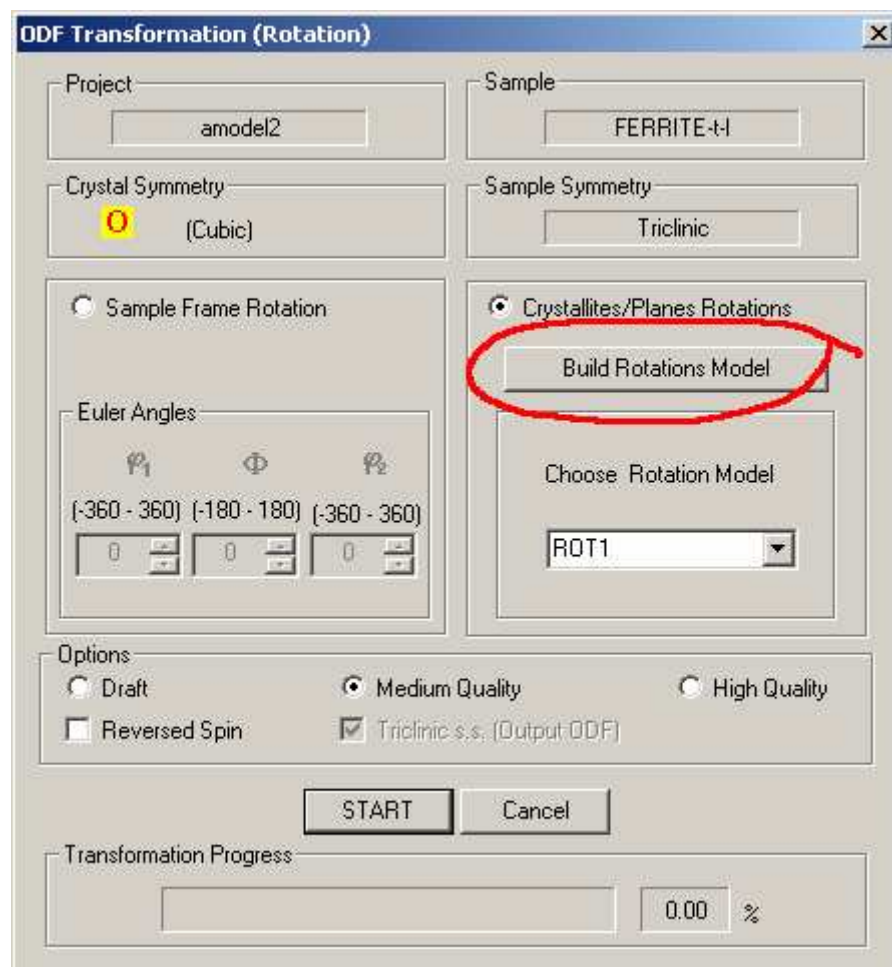 ODF Transformation (Rotation)
Project
amodel2
Sample
FERRITE-t-l
Crystal Symmetry
O (Cubic)
Sample Symmetry
Triclinic
Sample Frame Rotation
Euler Angles
φ1 Φ φ2
(-360 - 360) (-180 - 180) (-360 - 360)
0 0 0
Crystallites/Planes Rotations
Build Rotations Model
Choose Rotation Model
ROT1
Options
Draft Medium Quality High Quality
Reversed Spin Triclinic s.s. (Output ODF)
START Cancel
Transformation Progress
0.00 %